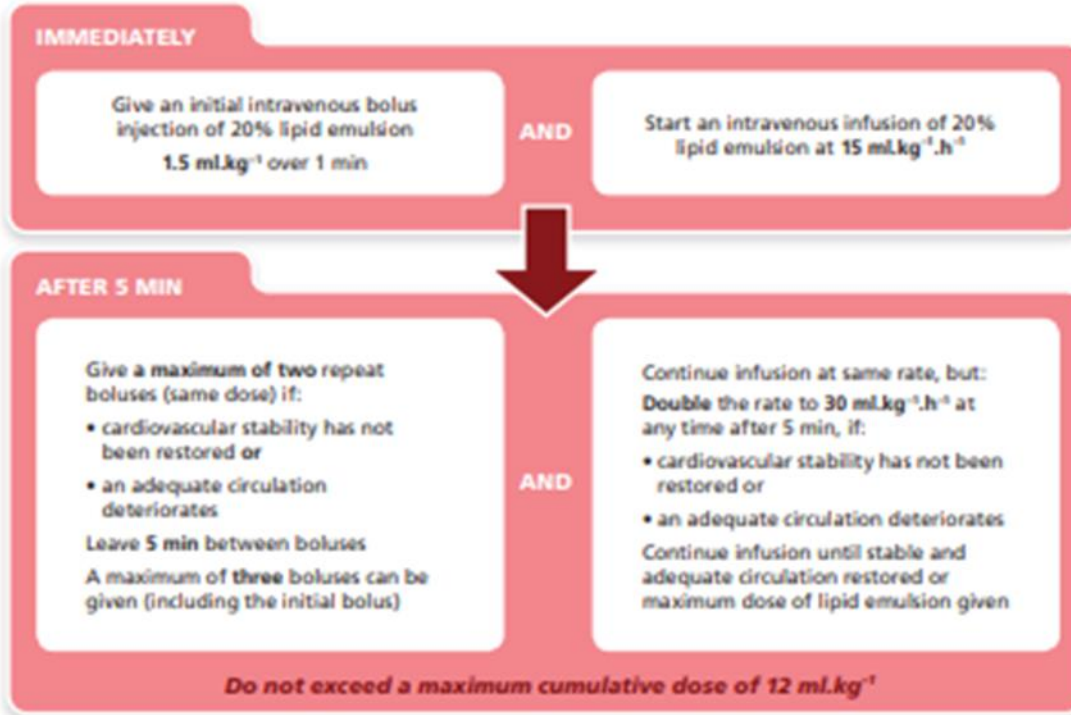 IMMEDIATELY
Give an initial intravenous bolus
injection of 20% lipid emulsion
1.5 ml.kg⁻¹ over 1 min
AND
Start an intravenous infusion of 20%
lipid emulsion at 15 ml.kg⁻¹.h⁻¹
AFTER 5 MIN
Give a maximum of two repeat
boluses (same dose) if:
• cardiovascular stability has not
been restored or
• an adequate circulation
deteriorates
Leave 5 min between boluses
A maximum of three boluses can be
given (including the initial bolus)
AND
Continue infusion at same rate, but:
Double the rate to 30 ml.kg⁻¹.h⁻¹ at
any time after 5 min, if:
• cardiovascular stability has not been
restored or
• an adequate circulation deteriorates
Continue infusion until stable and
adequate circulation restored or
maximum dose of lipid emulsion given
Do not exceed a maximum cumulative dose of 12 ml.kg⁻¹